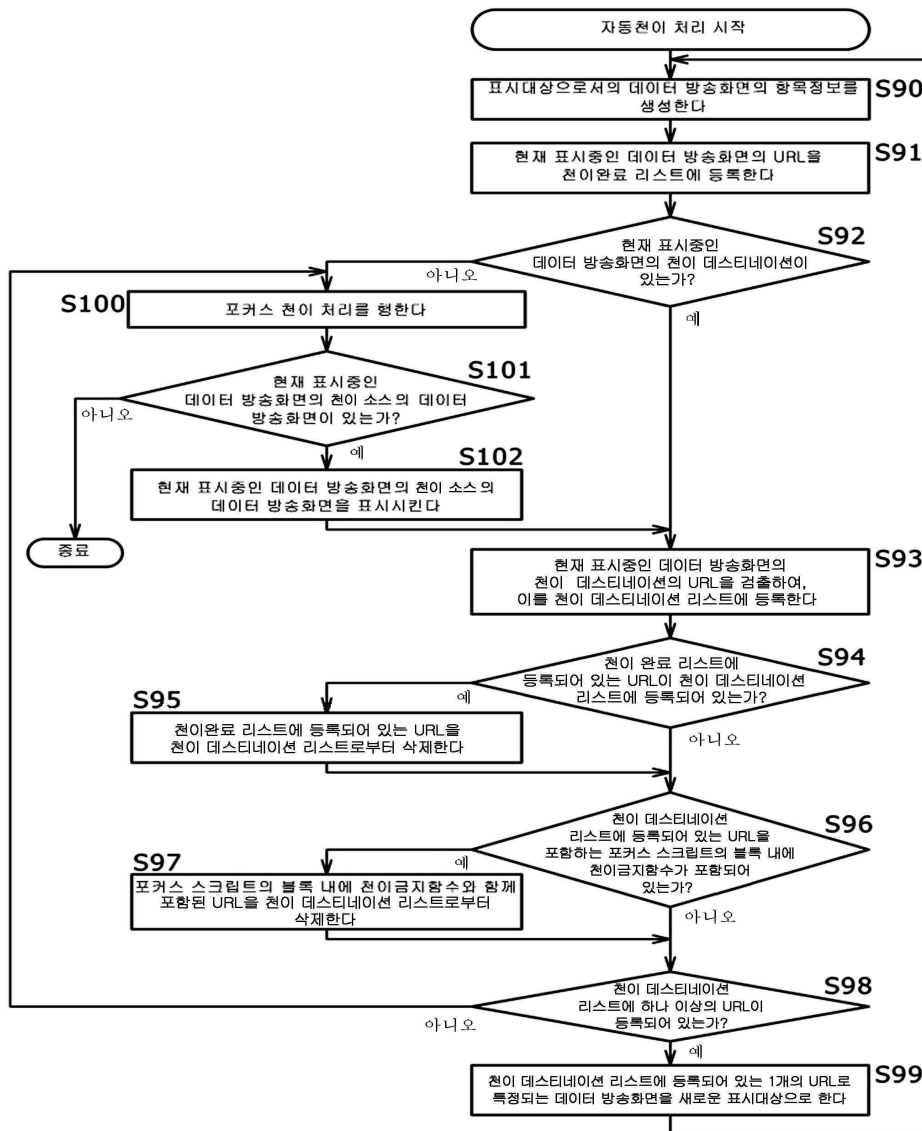 자동천이 처리 시작
S90
표시대상으로서의 데이터 방송화면의 항목정보를
생성한다
S91
현재 표시중인 데이터 방송화면의 URL을
천이완료 리스트에 등록한다
S92
현재 표시중인
데이터 방송화면의 천이 데스티네이션이
있는가?
아니오
예
S100
포커스 천이 처리를 행한다
S101
현재 표시중인
데이터 방송화면의 천이 소스의 데이터
방송화면이 있는가?
아니오
예
S102
현재 표시중인 데이터 방송화면의 천이 소스의
데이터 방송화면을 표시시킨다
종료
S93
현재 표시중인 데이터 방송화면의
천이 데스티네이션의 URL을 검출하여,
이를 천이 데스티네이션 리스트에 등록한다
S94
천이 완료 리스트에
등록되어 있는 URL이 천이 데스티네이션
리스트에 등록되어 있는가?
예
아니오
S95
천이완료 리스트에 등록되어 있는 URL을
천이 데스티네이션 리스트로부터 삭제한다
S96
천이 데스티네이션
리스트에 등록되어 있는 URL을
포함하는 포커스 스크립트의 블록 내에
천이금지함수가 포함되어
있는가?
예
아니오
S97
포커스 스크립트의 블록 내에 천이금지함수와 함께
포함된 URL을 천이 데스티네이션 리스트로부터
삭제한다
S98
천이 데스티네이션
리스트에 하나 이상의 URL이
등록되어 있는가?
아니오
예
S99
천이 데스티네이션 리스트에 등록되어 있는 1개의 URL로
특정되는 데이터 방송화면을 새로운 표시대상으로 한다